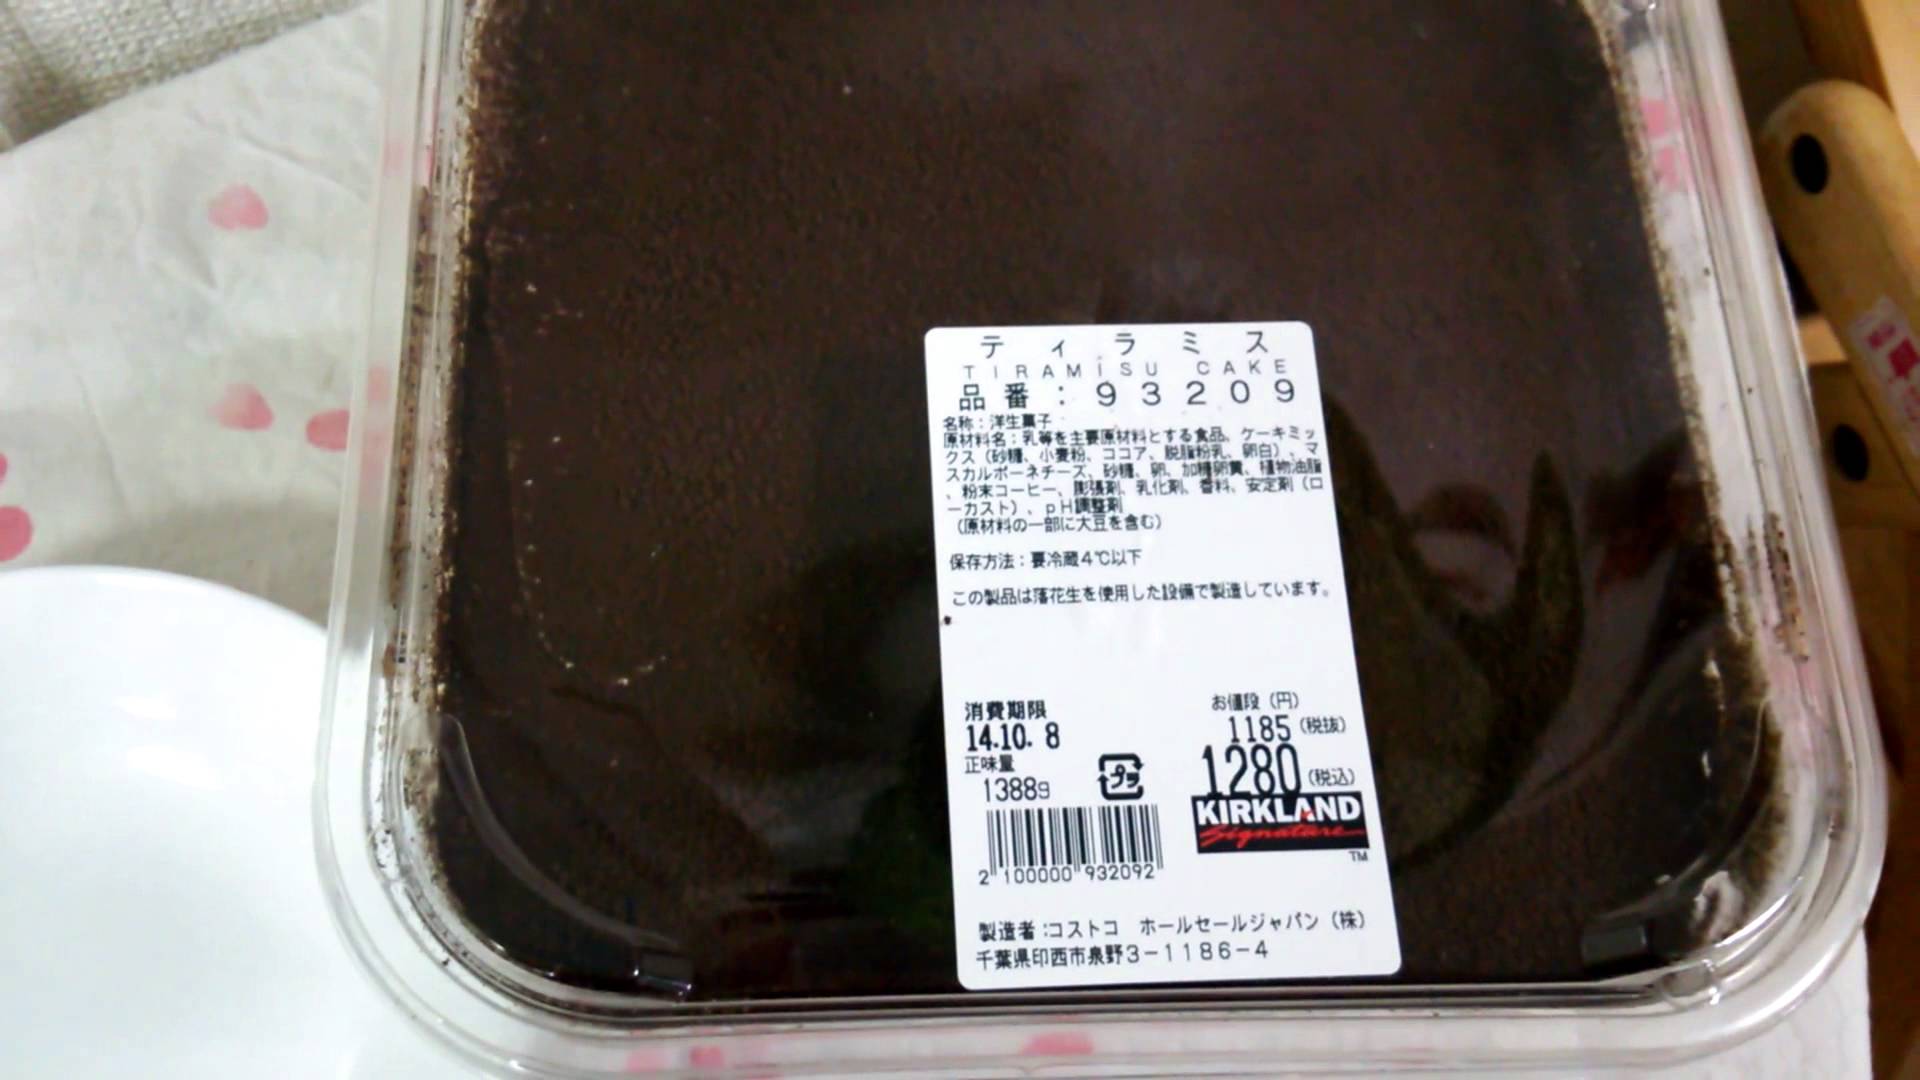 ティラミス
TIRAMISU CAKE
品番：93209
名称：洋生菓子
原材料名：乳等を主要原材料とする食品、ケーキミッ
クス（砂糖、小麦粉、ココア、脱脂粉乳、卵白）、マ
スカルポーネチーズ、砂糖、卵、加糖卵黄、植物油脂
、粉末コーヒー、膨張剤、乳化剤、香料、安定剤（ロ
ーカスト）、pH調整剤
（原材料の一部に大豆を含む）
保存方法：要冷蔵4℃以下
この製品は落花生を使用した設備で製造しています。
消費期限
14.10. 8
お値段（円）
1185（税抜）
正味量
1388g
プラ
1280（税込）
KIRKLAND
Signature
TM
2 100000 932092
製造者：コストコ ホールセールジャパン（株）
千葉県印西市泉野3－1186－4